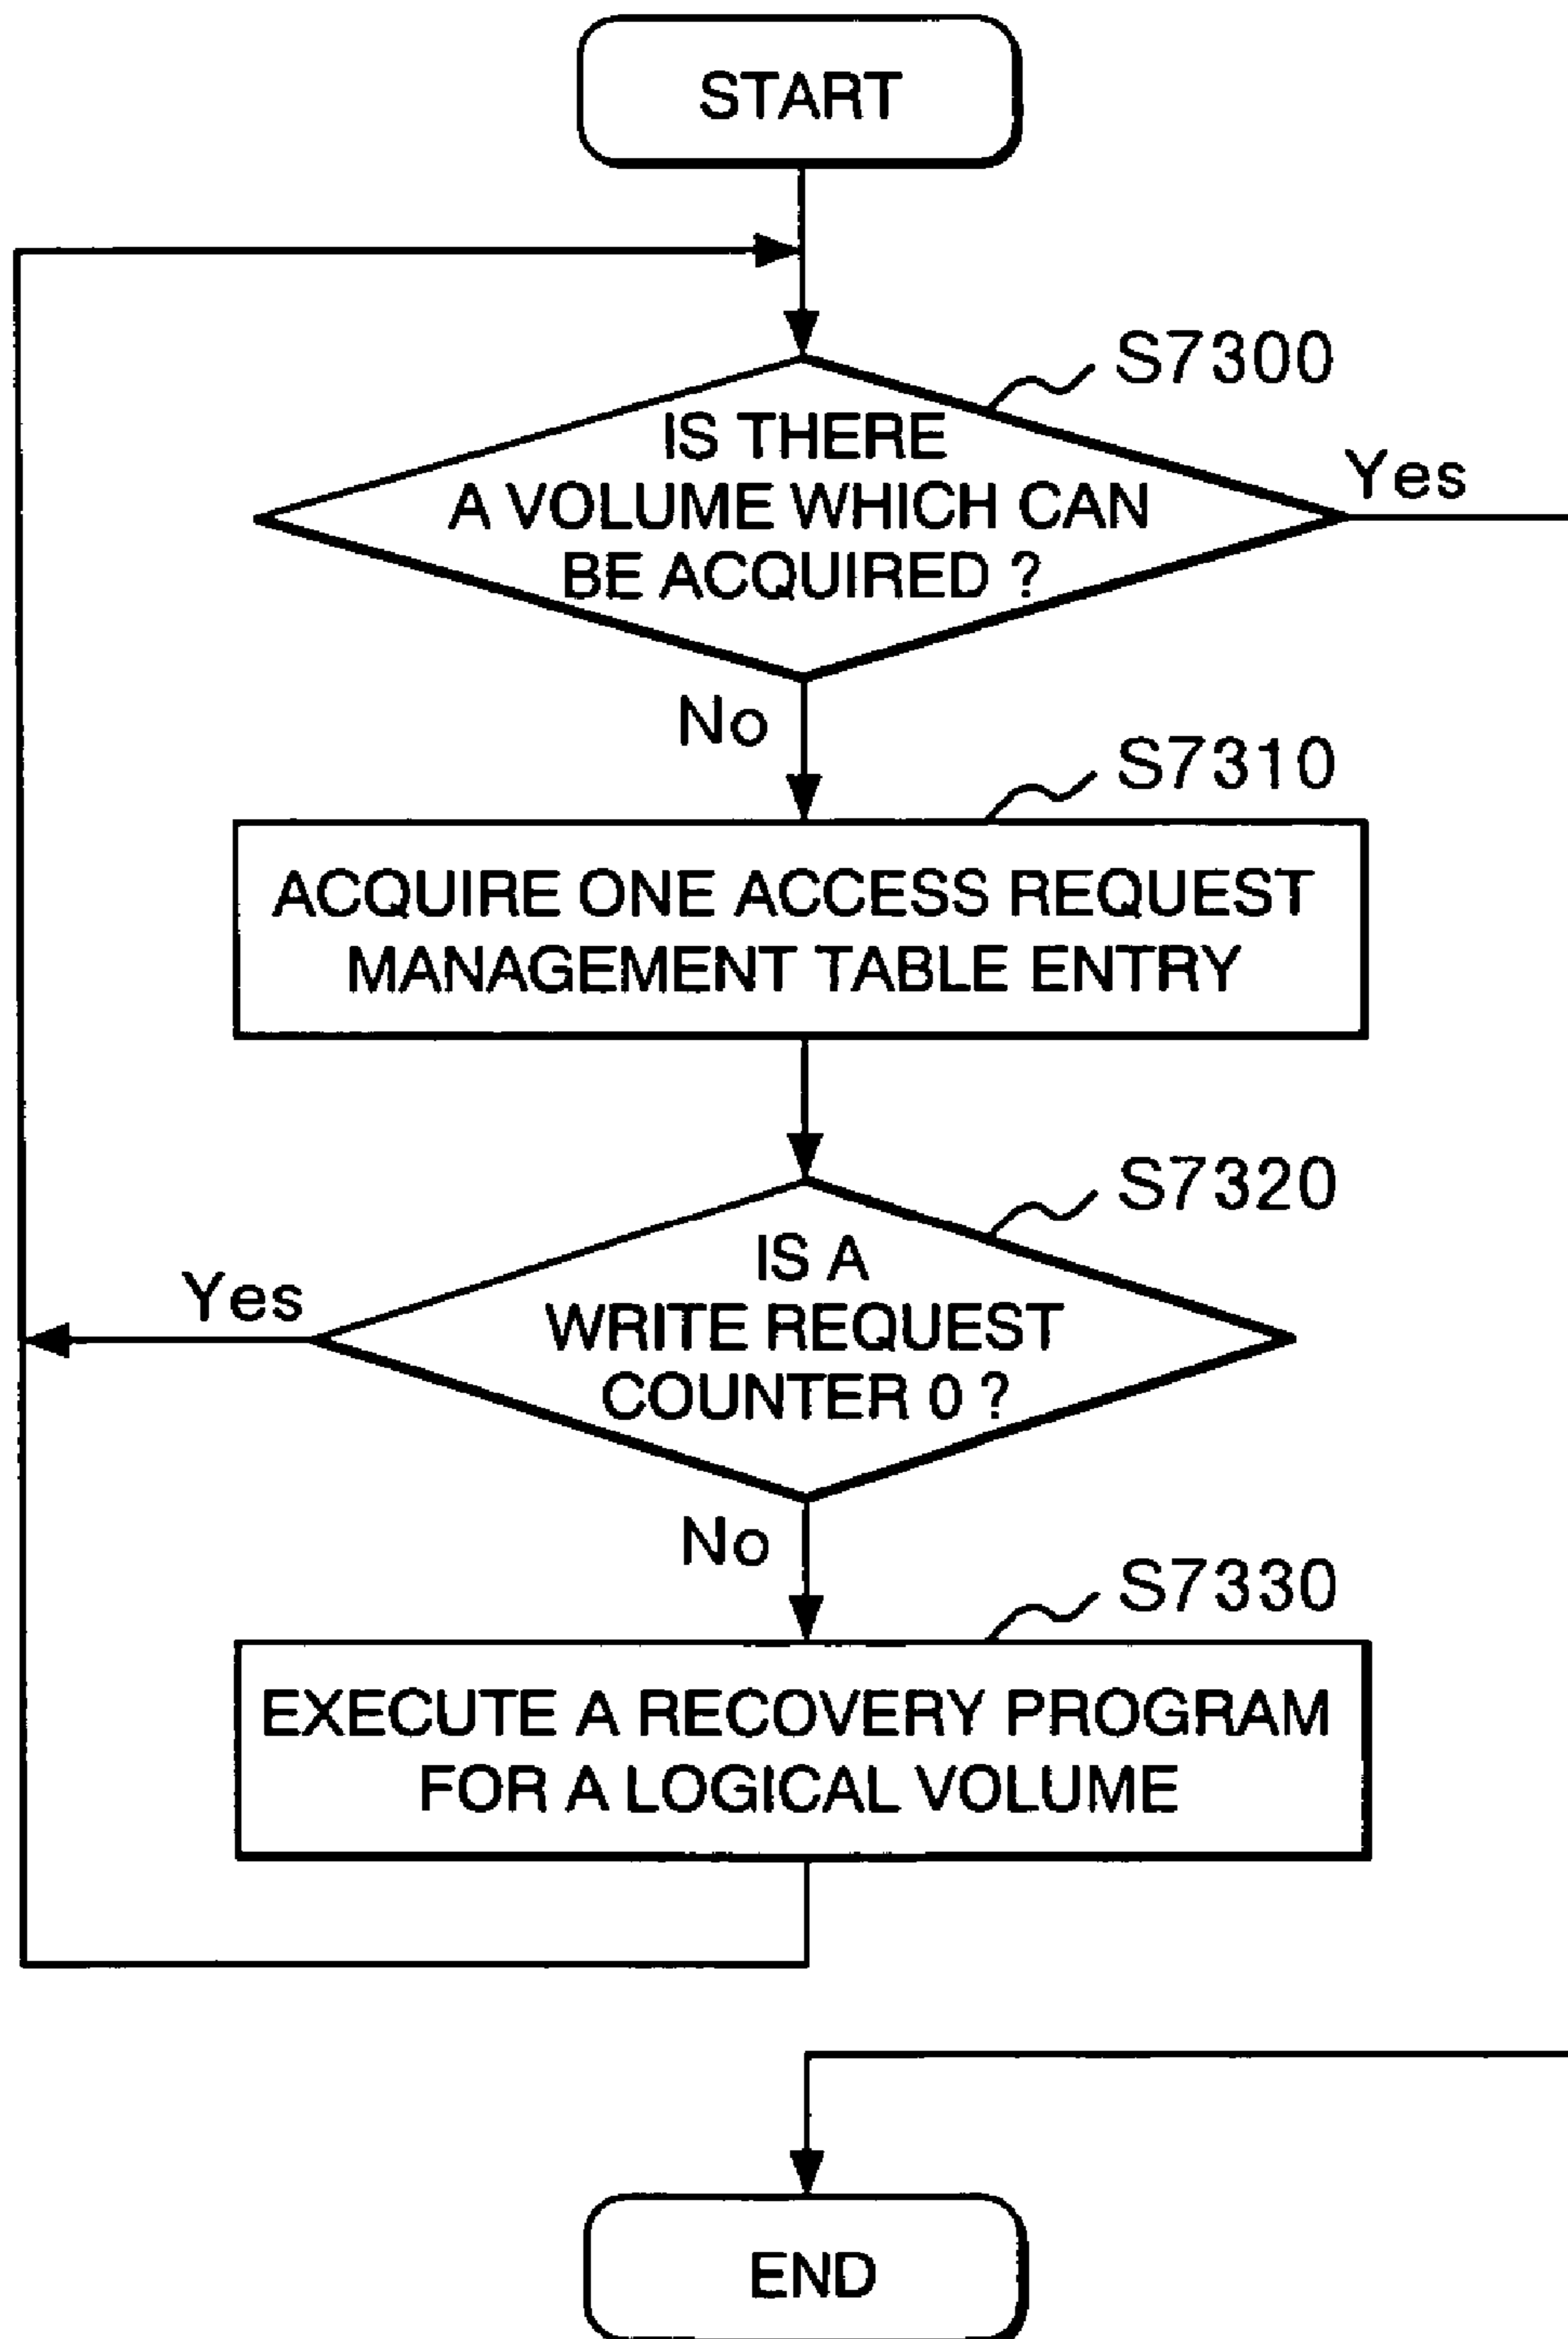 START
S7300
IS THERE
A VOLUME WHICH CAN
BE ACQUIRED ?
Yes
No
S7310
ACQUIRE ONE ACCESS REQUEST
MANAGEMENT TABLE ENTRY
S7320
IS A
WRITE REQUEST
COUNTER 0 ?
Yes
No
S7330
EXECUTE A RECOVERY PROGRAM
FOR A LOGICAL VOLUME
END